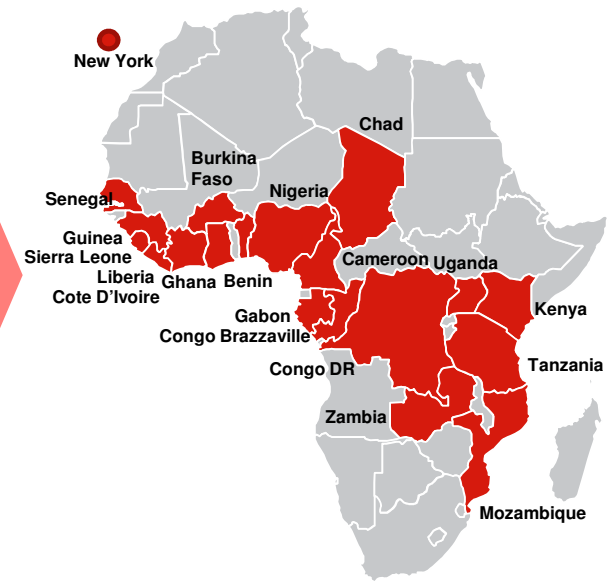 New York
Chad
Burkina
Faso
Nigeria
Senegal
Guinea
Sierra Leone
Liberia
Cote D'Ivoire
Ghana
Benin
Cameroon
Uganda
Gabon
Congo Brazzaville
Kenya
Congo DR
Tanzania
Zambia
Mozambique